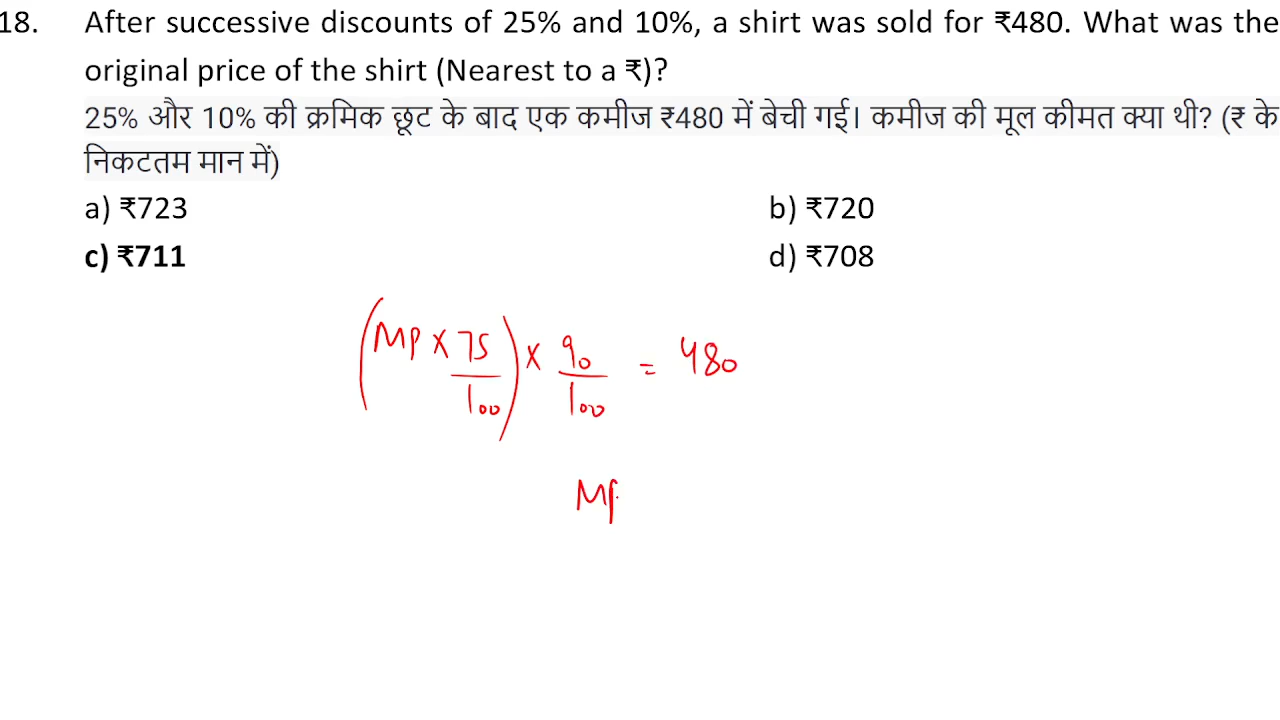 18. After successive discounts of 25% and 10%, a shirt was sold for ₹480. What was the
original price of the shirt (Nearest to a ₹)?
25% और 10% की क्रमिक छूट के बाद एक कमीज ₹480 में बेची गई। कमीज की मूल कीमत क्या थी? (₹ के
निकटतम मान में)
a) ₹723 b) ₹720
c) ₹711 d) ₹708
(MP × 75/100) × 90/100 = 480
MP